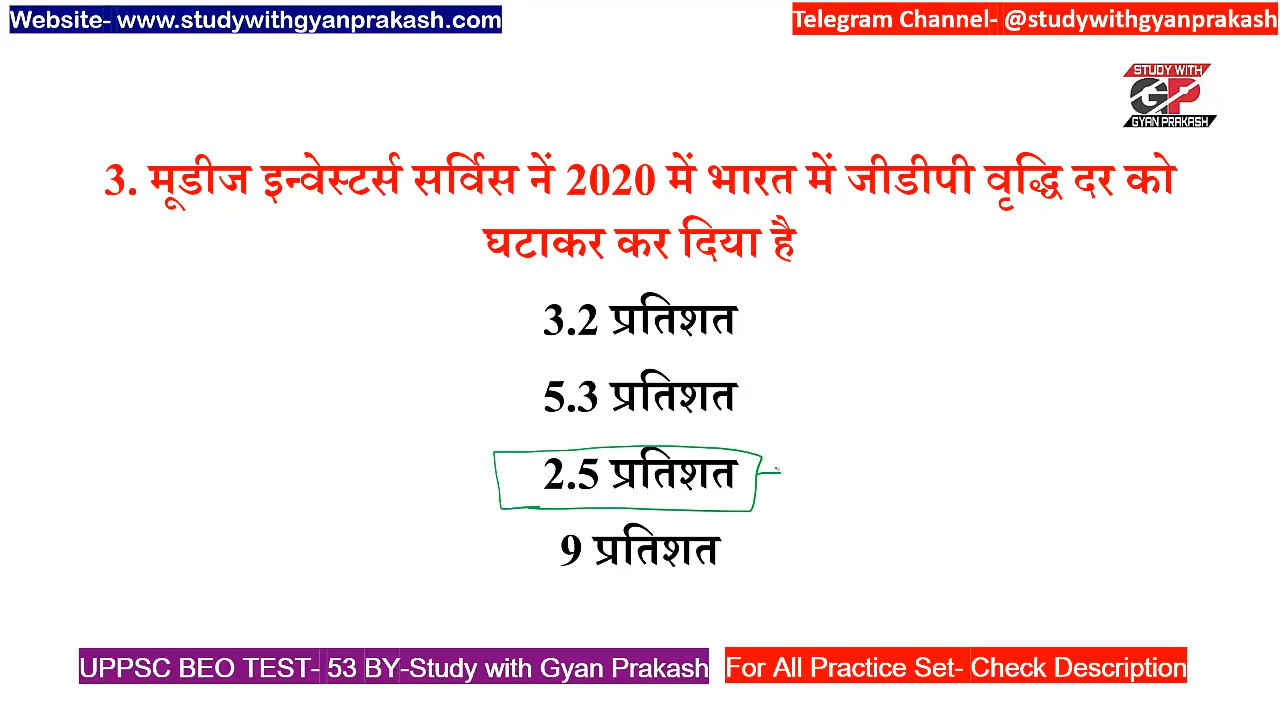 Website- www.studywithgyanprakash.com
Telegram Channel- @studywithgyanprakash
STUDY WITH
GP
GYAN PRAKASH
3. मूडीज इन्वेस्टर्स सर्विस नें 2020 में भारत में जीडीपी वृद्धि दर को
घटाकर कर दिया है
3.2 प्रतिशत
5.3 प्रतिशत
2.5 प्रतिशत
9 प्रतिशत
UPPSC BEO TEST- 53 BY-Study with Gyan Prakash
For All Practice Set- Check Description